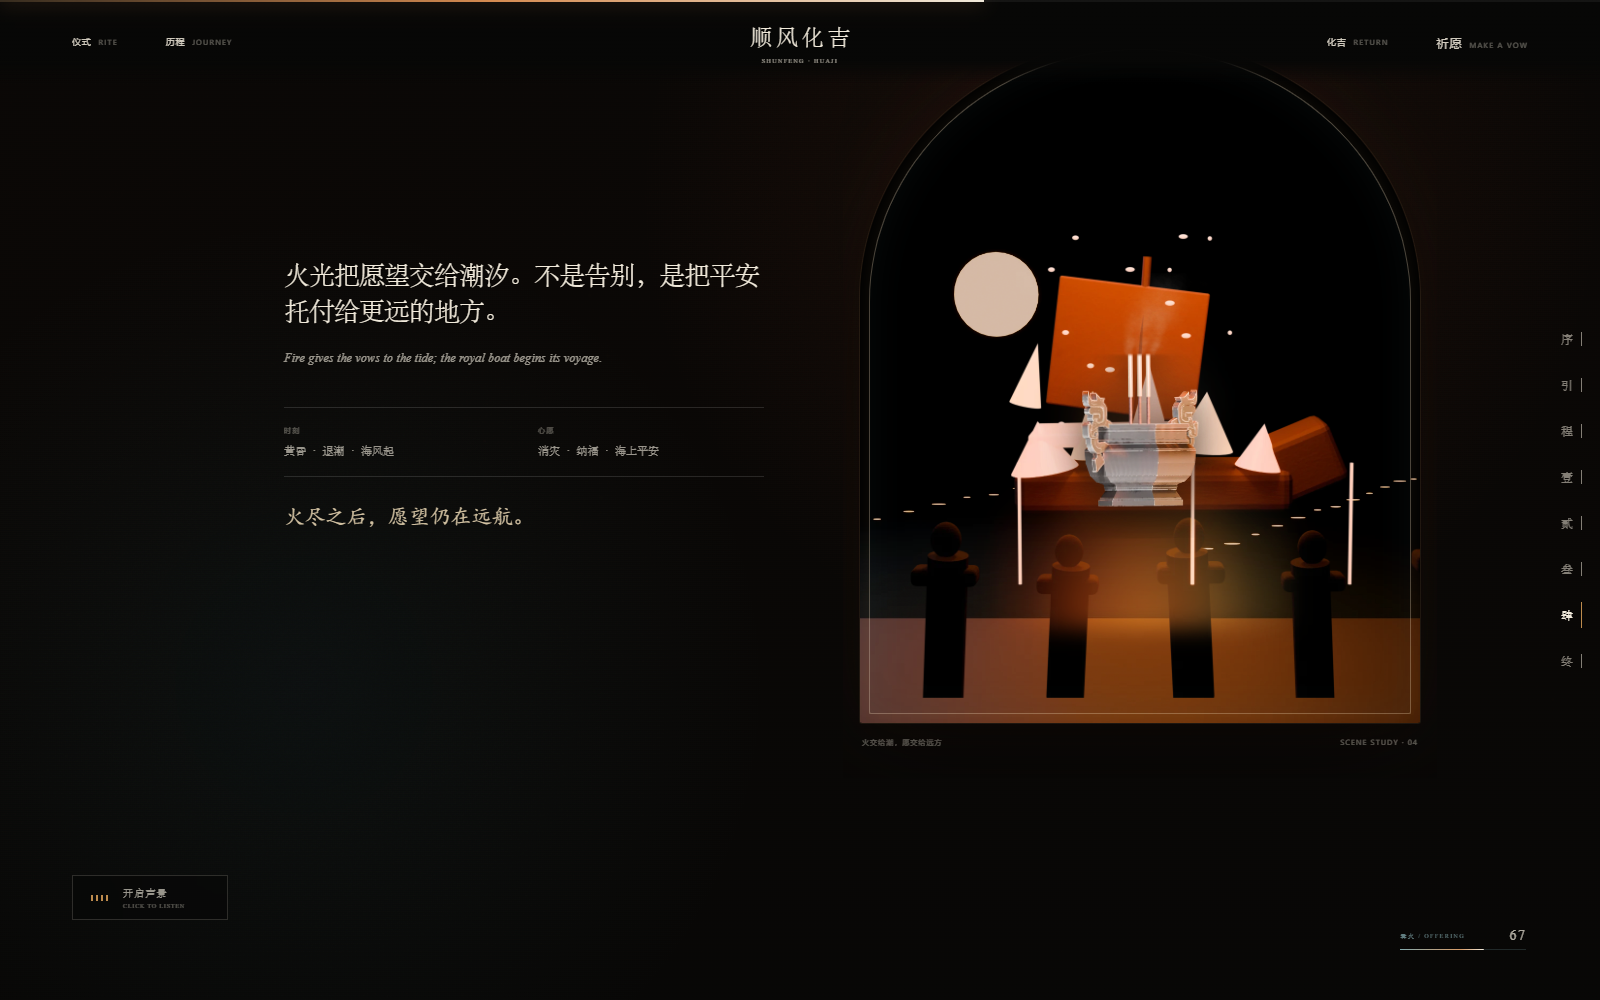 仪式 RITE
历程 JOURNEY
顺风化吉
SHUNFENG · HUAJI
化吉 RETURN
祈愿 MAKE A VOW
火光把愿望交给潮汐。不是告别，是把平安
托付给更远的地方。
Fire gives the vows to the tide; the royal boat begins its voyage.
时刻
黄昏 · 退潮 · 海风起
心愿
消灾 · 纳福 · 海上平安
火尽之后，愿望仍在远航。
火交给潮，愿交给远方
SCENE STUDY · 04
序
引
程
壹
贰
叁
肆
终
开启声景
CLICK TO LISTEN
/ OFFERING
67